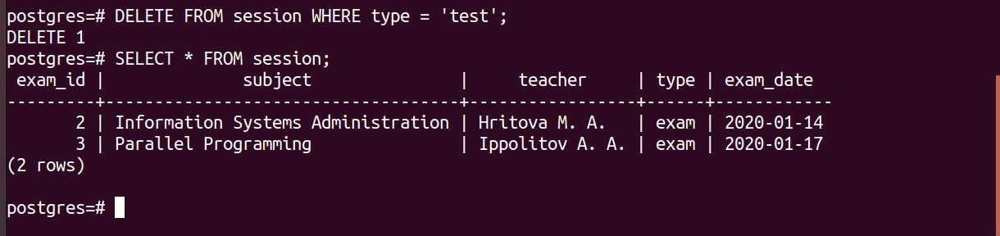 postgres=# DELETE FROM session WHERE type = 'test';
DELETE 1
postgres=# SELECT * FROM session;
 exam_id |              subject               |     teacher     | type | exam_date
---------+------------------------------------+-----------------+------+------------
       2 | Information Systems Administration | Hritova M. A.   | exam | 2020-01-14
       3 | Parallel Programming               | Ippolitov A. A. | exam | 2020-01-17
(2 rows)
postgres=#